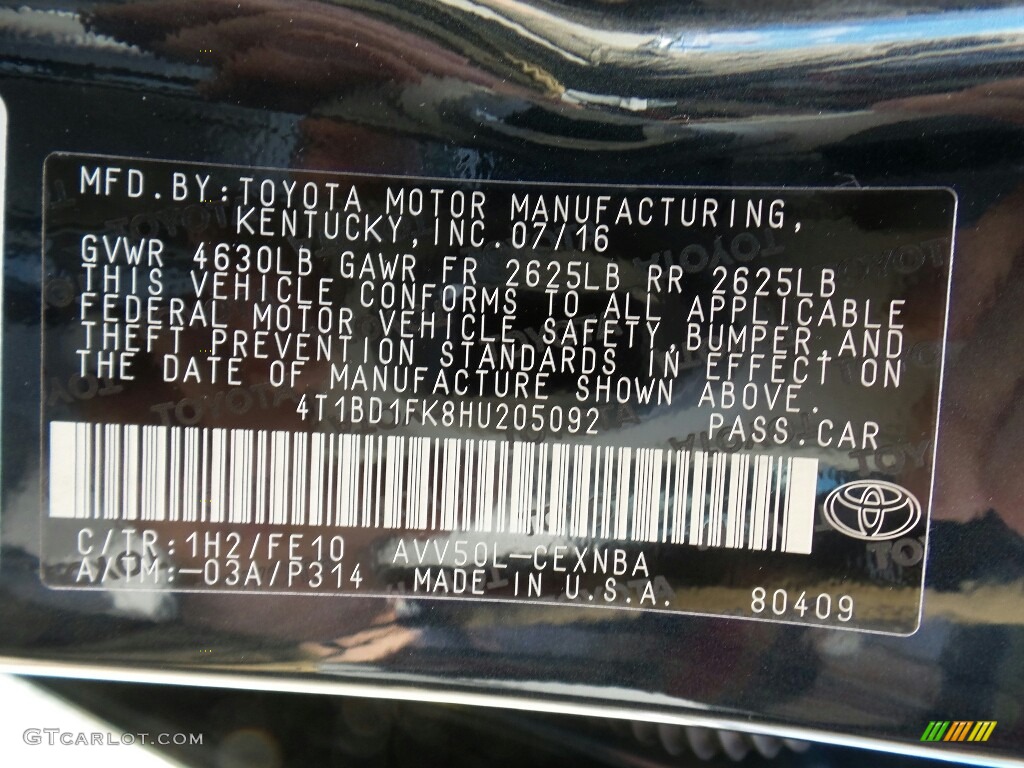 MFD.BY:TOYOTA MOTOR MANUFACTURING,
KENTUCKY,INC.07/16
GVWR 4630LB GAWR FR 2625LB RR 2625LB
THIS VEHICLE CONFORMS TO ALL APPLICABLE
FEDERAL MOTOR VEHICLE SAFETY,BUMPER,AND
THEFT PREVENTION STANDARDS IN EFFECT ON
THE DATE OF MANUFACTURE SHOWN ABOVE.
4T1BD1FK8HU205092 PASS.CAR
C/TR:1H2/FE10 AVV50L-CEXNBA
A/TM:-03A/P314 MADE IN U.S.A. 80409
GTCARLOT.COM